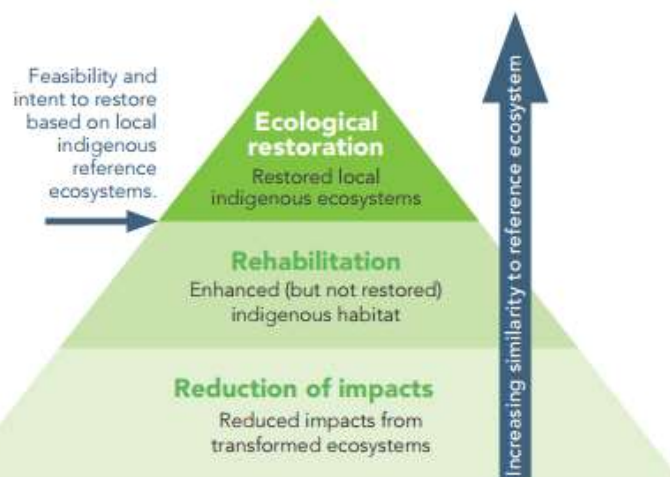 Feasibility and
intent to restore
based on local
indigenous
reference
ecosystems.
Ecological
restoration
Restored local
indigenous ecosystems
Rehabilitation
Enhanced (but not restored)
indigenous habitat
Reduction of impacts
Reduced impacts from
transformed ecosystems
Increasing similarity to reference ecosystem